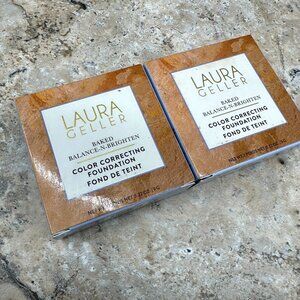 LAURA
GELLER
BAKED
BALANCE-N-BRIGHTEN
COLOR CORRECTING
FOUNDATION
FOND DE TEINT
LAURA
GELLER
BAKED
BALANCE-N-BRIGHTEN
COLOR CORRECTING
FOUNDATION
FOND DE TEINT